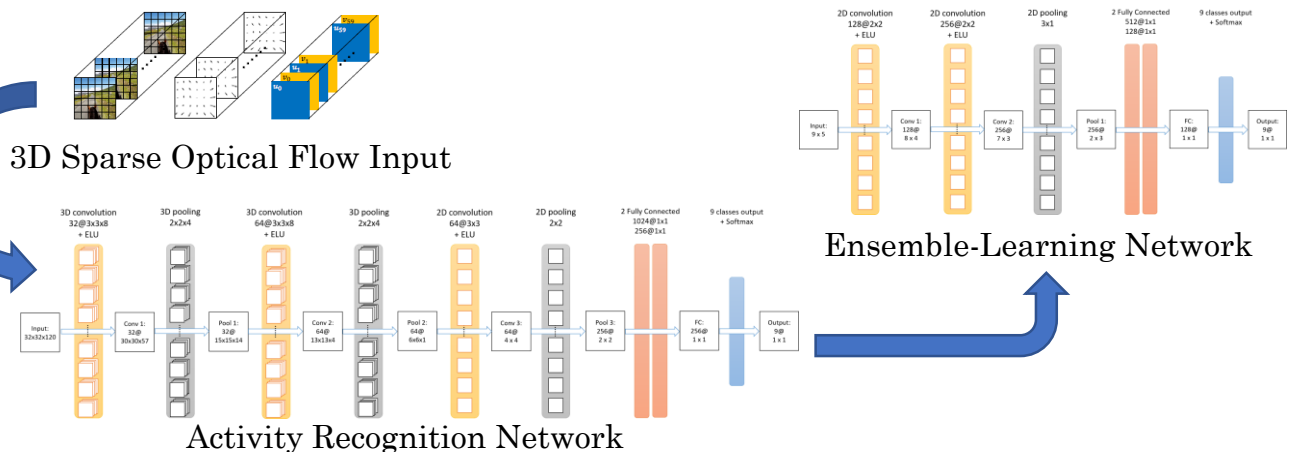 u59
v59
u1
v1
u0
v0
3D Sparse Optical Flow Input
3D convolution
32@3x3x8
+ ELU
3D pooling
2x2x4
3D convolution
64@3x3x8
+ ELU
3D pooling
2x2x4
2D convolution
64@3x3
+ ELU
2D pooling
2x2
2 Fully Connected
1024@1x1
256@1x1
9 classes output
+ Softmax
Input:
32x32x120
Conv 1:
32@
30x30x57
Pool 1:
32@
15x15x14
Conv 2:
64@
13x13x4
Pool 2:
64@
6x6x1
Conv 3:
64@
4 x 4
Pool 3:
256@
2 x 2
FC:
256@
1 x 1
Output:
9@
1 x 1
Activity Recognition Network
2D convolution
128@2x2
+ ELU
2D convolution
256@2x2
+ ELU
2D pooling
3x1
2 Fully Connected
512@1x1
128@1x1
9 classes output
+ Softmax
Input:
9 x 5
Conv 1:
128@
8 x 4
Conv 2:
256@
7 x 3
Pool 1:
256@
2 x 3
FC:
128@
1 x 1
Output:
9@
1 x 1
Ensemble-Learning Network